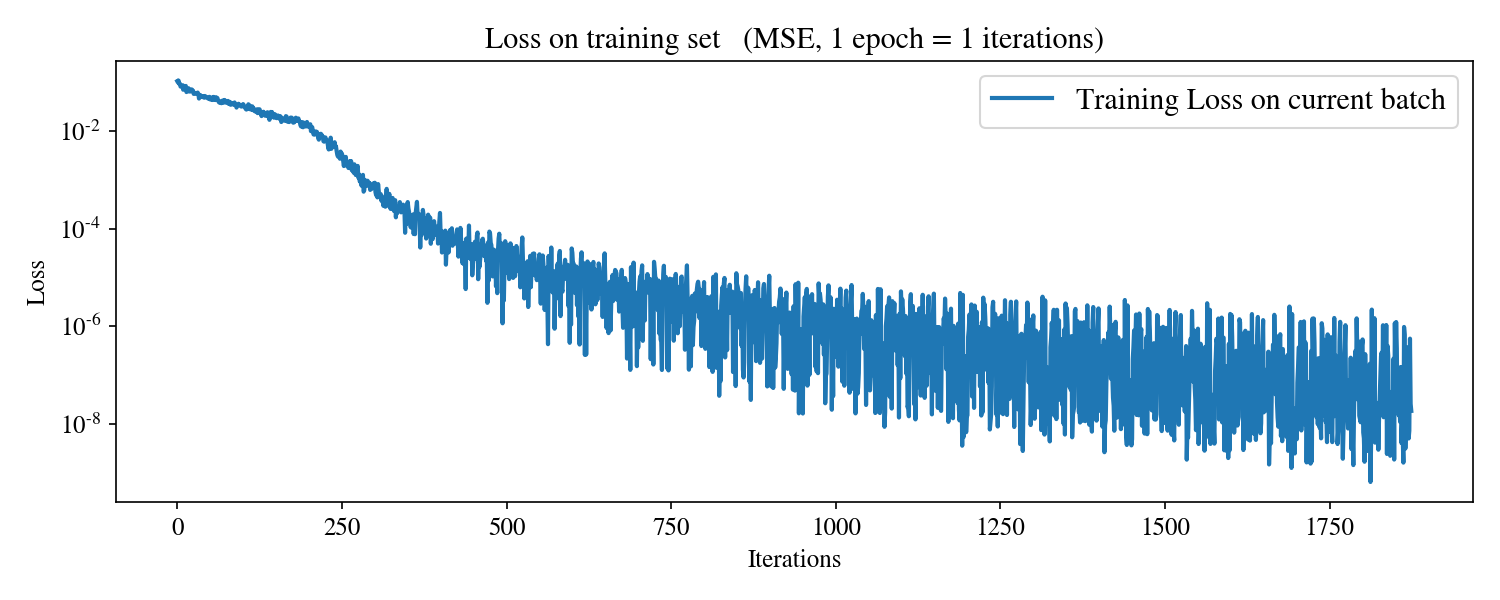 Loss on training set   (MSE, 1 epoch = 1 iterations)
Training Loss on current batch
10⁻²
10⁻⁴
10⁻⁶
10⁻⁸
Loss
0 250 500 750 1000 1250 1500 1750
Iterations